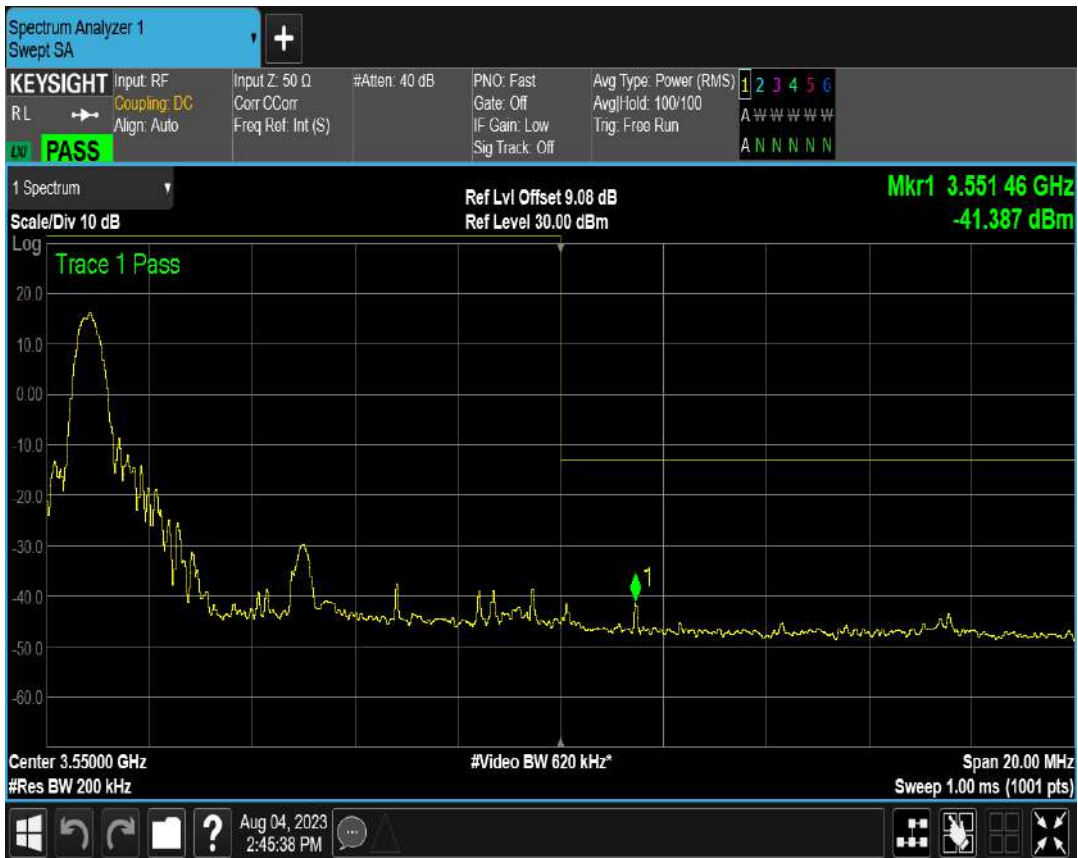 Spectrum Analyzer 1
Swept SA
+
KEYSIGHT
RL
LXI PASS
Input: RF
Coupling: DC
Align: Auto
Input Z: 50 Ω
Corr CCorr
Freq Ref: Int (S)
#Atten: 40 dB
PNO: Fast
Gate: Off
IF Gain: Low
Sig Track: Off
Avg Type: Power (RMS)
Avg|Hold: 100/100
Trig: Free Run
1 2 3 4 5 6
A W W W W W
A N N N N N
1 Spectrum
Scale/Div 10 dB
Ref Lvl Offset 9.08 dB
Ref Level 30.00 dBm
Mkr1 3.551 46 GHz
-41.387 dBm
Log
Trace 1 Pass
20.0
10.0
0.00
-10.0
-20.0
-30.0
-40.0
-50.0
-60.0
1
Center 3.55000 GHz
#Res BW 200 kHz
#Video BW 620 kHz*
Span 20.00 MHz
Sweep 1.00 ms (1001 pts)
?
Aug 04, 2023
2:45:38 PM